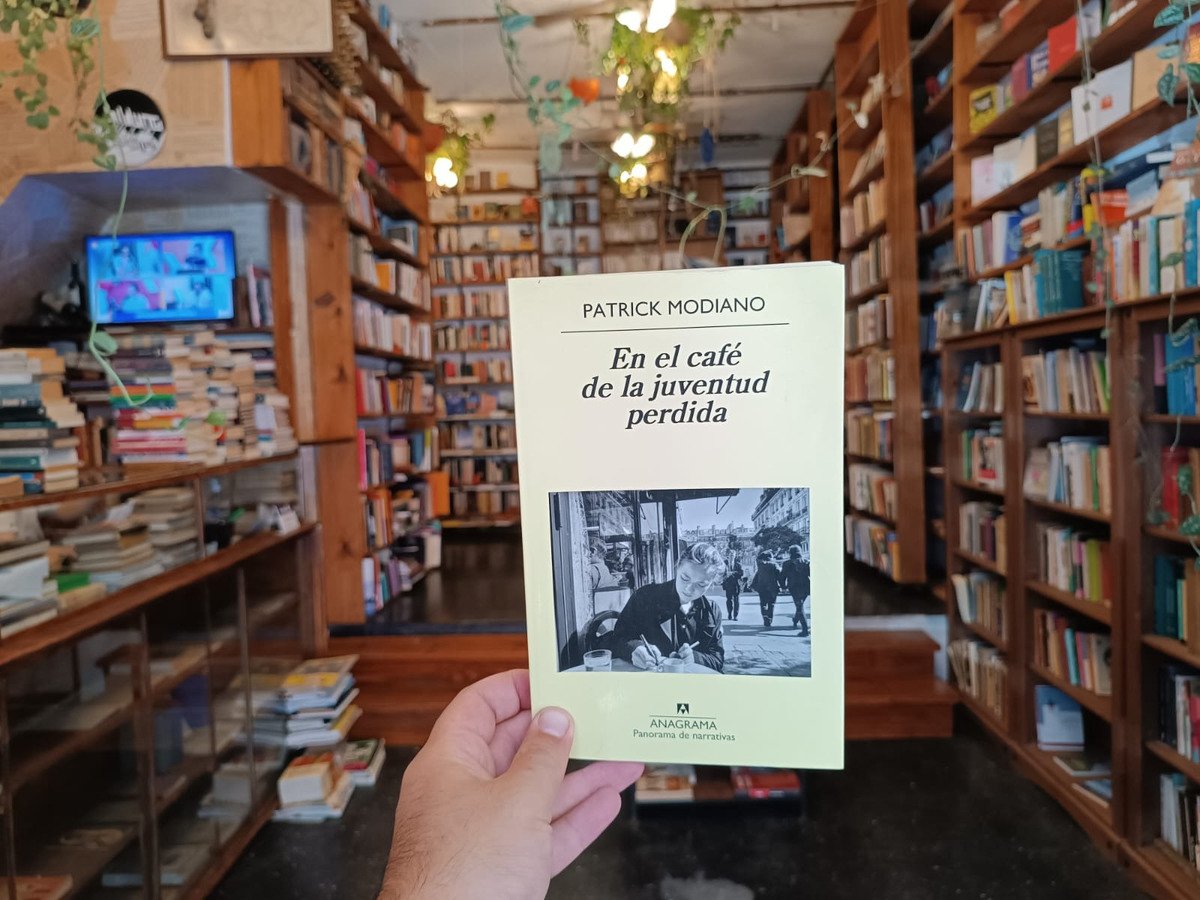 PATRICK MODIANO
En el café
de la juventud
perdida
ANAGRAMA
Panorama de narrativas